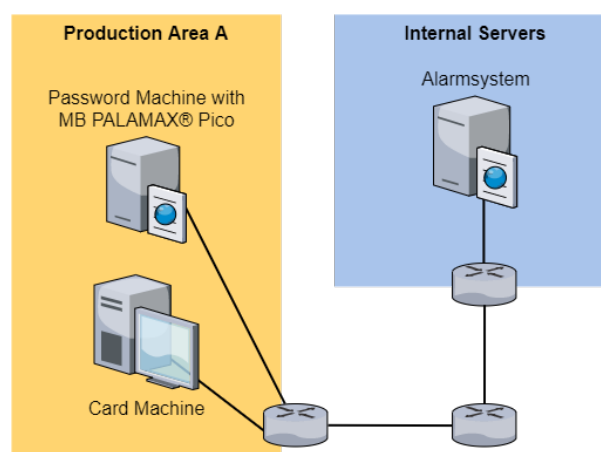 Production Area A
Internal Servers
Password Machine with
MB PALAMAX® Pico
Alarmsystem
Card Machine